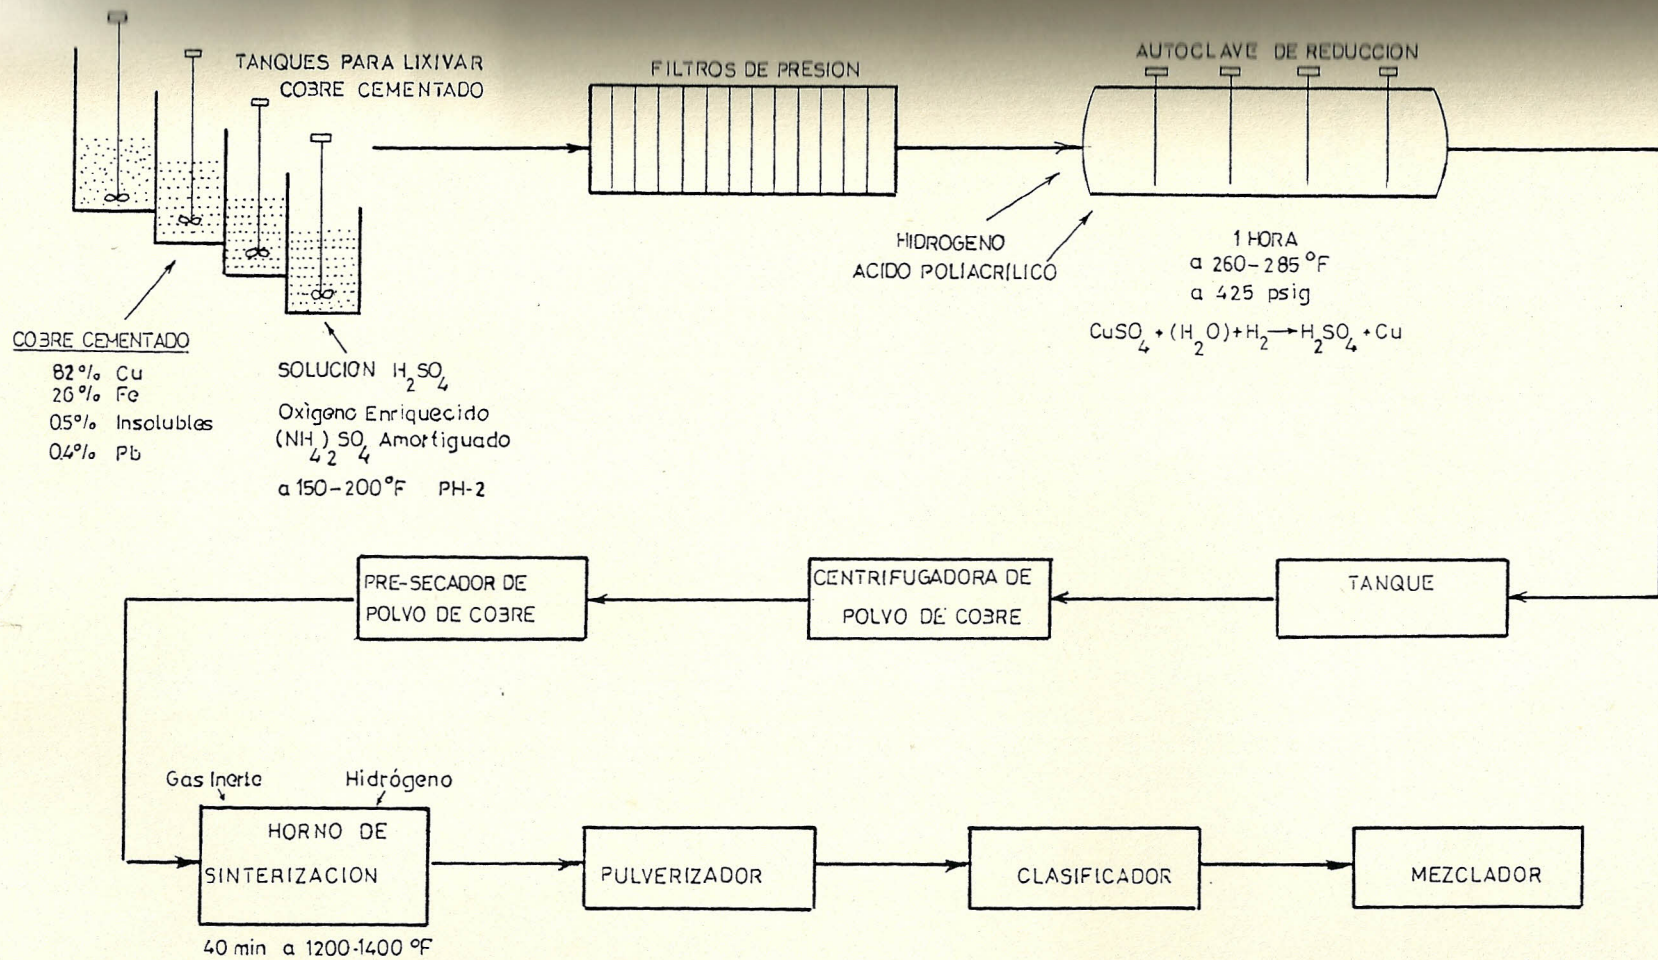 TANQUES PARA LIXIVAR
COBRE CEMENTADO
FILTROS DE PRESION
AUTOCLAVE DE REDUCCION
HIDROGENO
ACIDO POLIACRÍLICO
1 HORA
a 260-285°F
a 425 psig
CuSO4 + (H2O) + H2 → H2SO4 + Cu
COBRE CEMENTADO
82% Cu
26% Fe
0.5% Insolubles
0.4% Pb
SOLUCION H2SO4
Oxìgeno Enriquecido
(NH4)2SO4 Amortiguado
a 150-200°F PH-2
PRE-SECADOR DE
POLVO DE COBRE
CENTRIFUGADORA DE
POLVO DE COBRE
TANQUE
Gas Inerte
Hidrógeno
HORNO DE
SINTERIZACION
40 min a 1200-1400 °F
PULVERIZADOR
CLASIFICADOR
MEZCLADOR